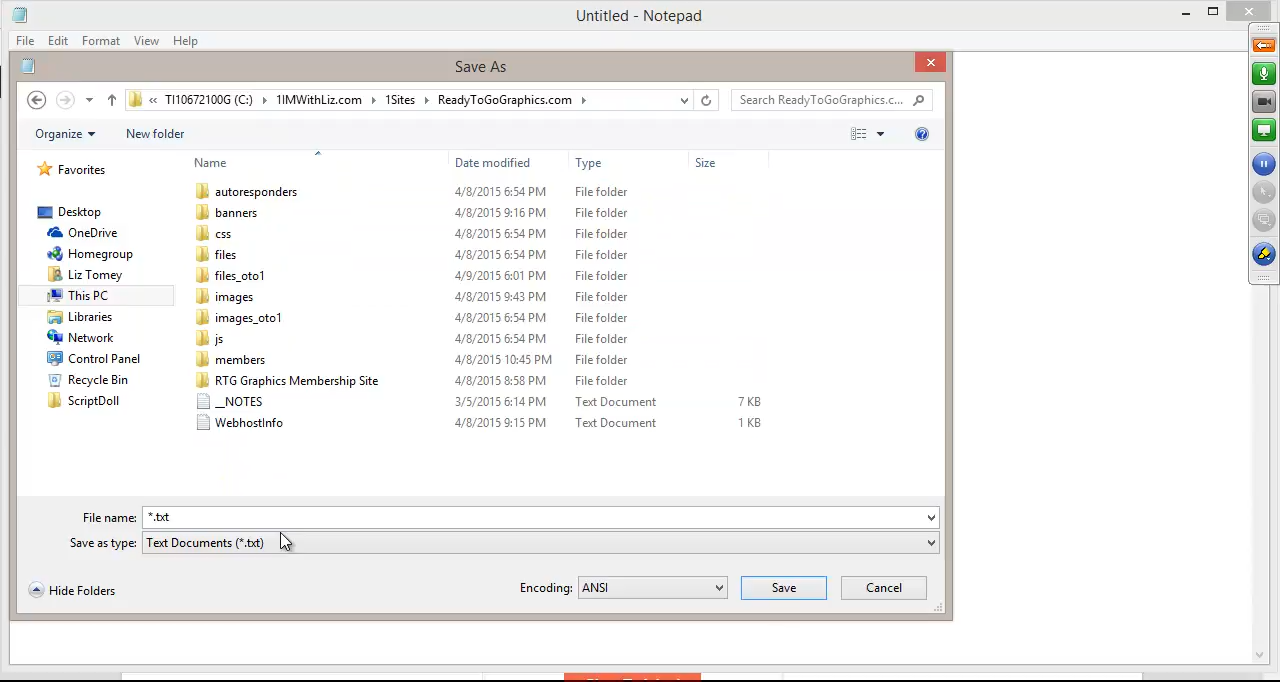 Untitled - Notepad
File Edit Format View Help
Save As
« TI10672100G (C:) 1IMWithLiz.com 1Sites ReadyToGoGraphics.com Search ReadyToGoGraphics.c...
Organize New folder
Name Date modified Type Size
Favorites
Desktop
OneDrive
Homegroup
Liz Tomey
This PC
Libraries
Network
Control Panel
Recycle Bin
ScriptDoll
autoresponders 4/8/2015 6:54 PM File folder
banners 4/8/2015 9:16 PM File folder
css 4/8/2015 6:54 PM File folder
files 4/8/2015 6:54 PM File folder
files_oto1 4/9/2015 6:01 PM File folder
images 4/8/2015 9:43 PM File folder
images_oto1 4/8/2015 6:54 PM File folder
js 4/8/2015 6:54 PM File folder
members 4/8/2015 10:45 PM File folder
RTG Graphics Membership Site 4/8/2015 8:58 PM File folder
__NOTES 3/5/2015 6:14 PM Text Document 7 KB
WebhostInfo 4/8/2015 9:15 PM Text Document 1 KB
File name: *.txt
Save as type: Text Documents (*.txt)
Hide Folders Encoding: ANSI Save Cancel